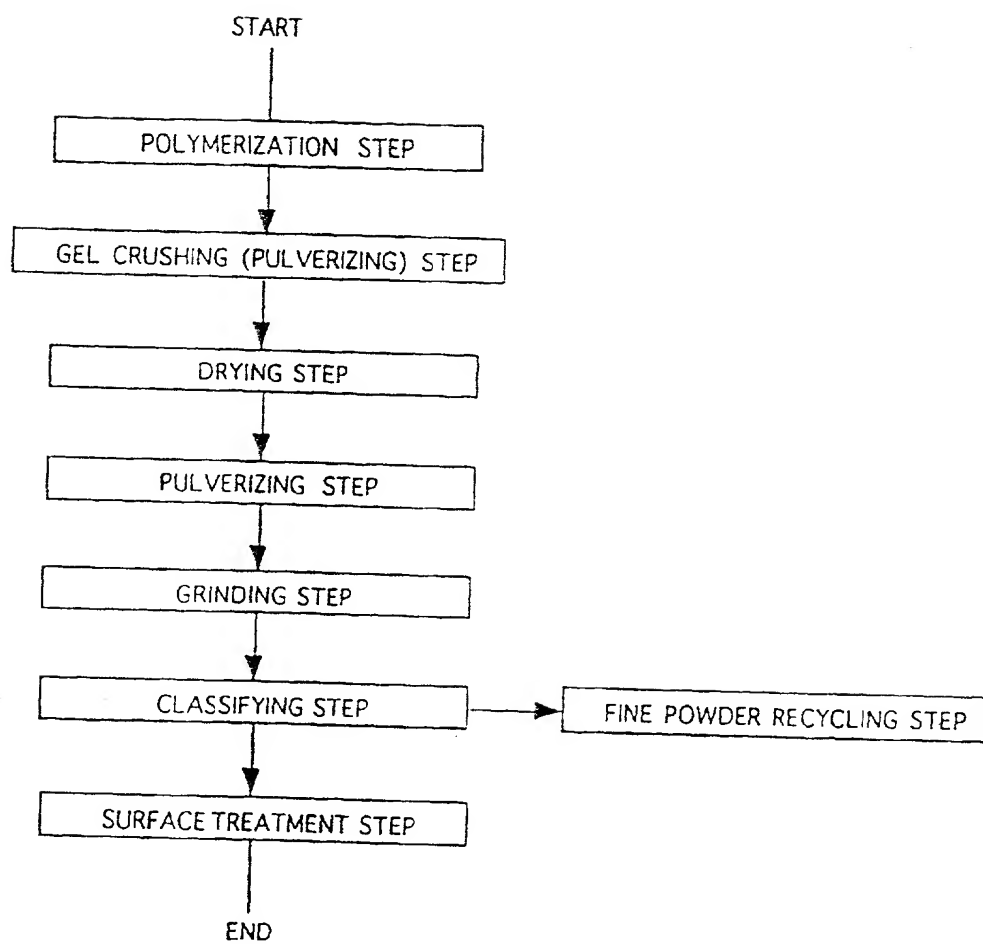 START
POLYMERIZATION STEP
GEL CRUSHING (PULVERIZING) STEP
DRYING STEP
PULVERIZING STEP
GRINDING STEP
CLASSIFYING STEP
FINE POWDER RECYCLING STEP
SURFACE TREATMENT STEP
END